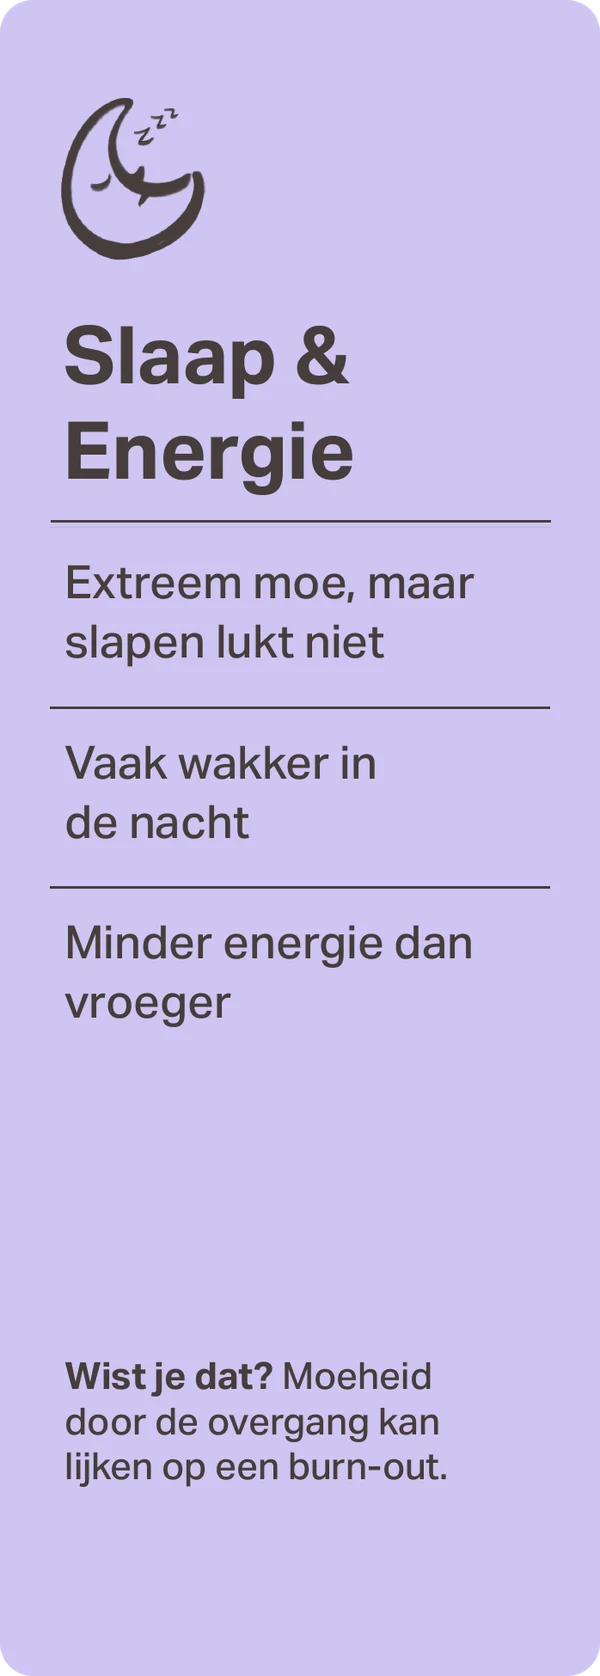 zzz
Slaap &
Energie
Extreem moe, maar
slapen lukt niet
Vaak wakker in
de nacht
Minder energie dan
vroeger
Wist je dat? Moeheid
door de overgang kan
lijken op een burn-out.